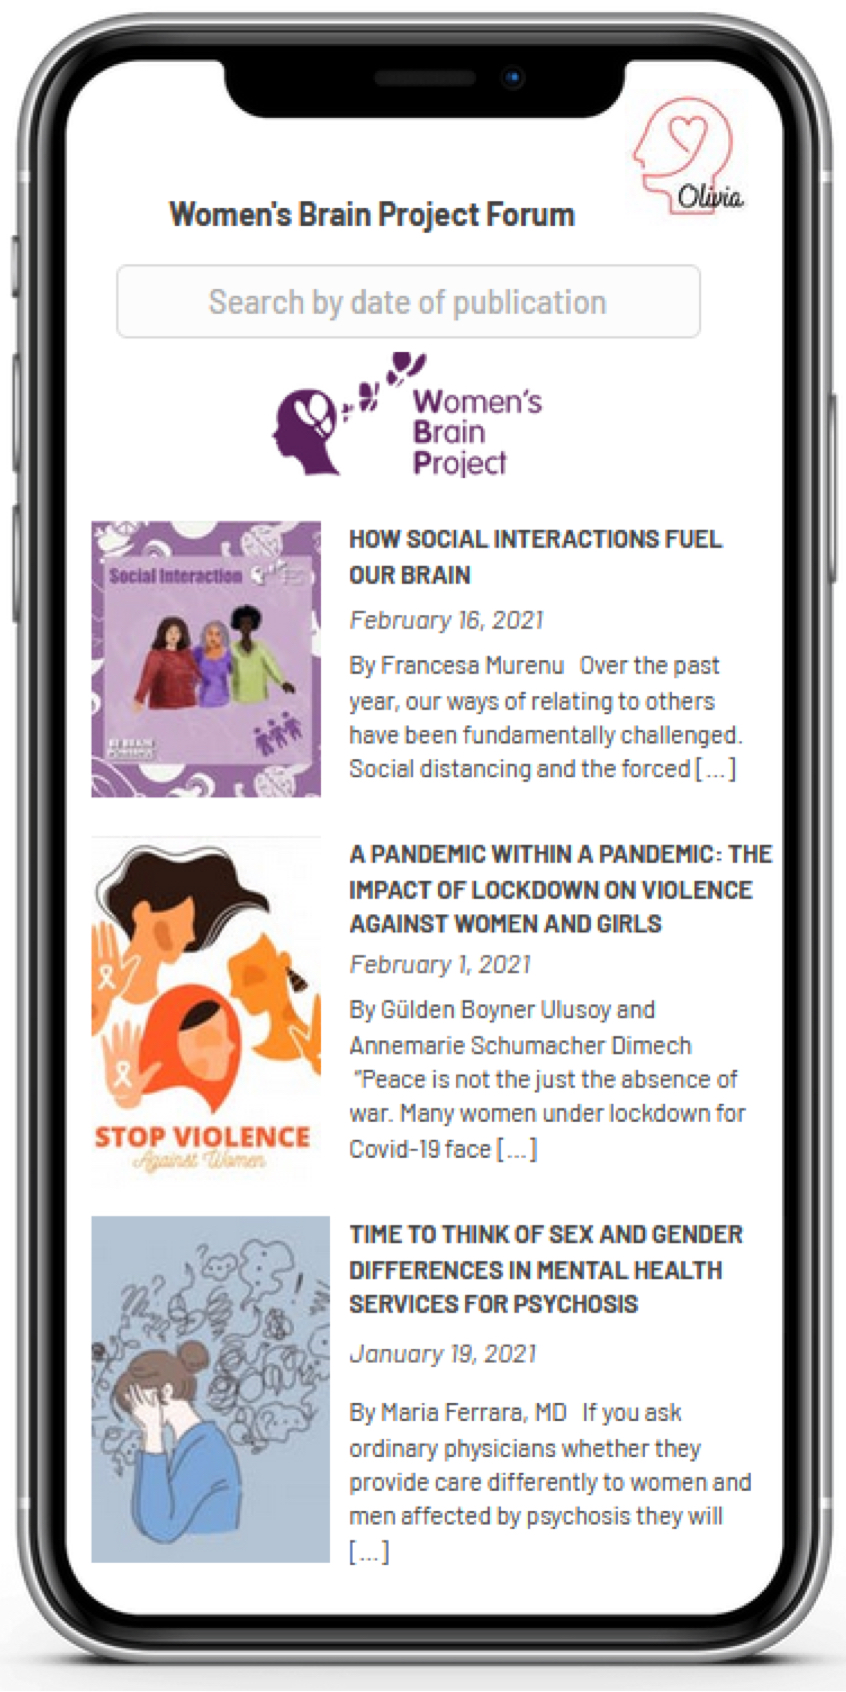 Olivia
Women's Brain Project Forum
Search by date of publication
Women's
Brain
Project
Social Interaction
BE BRAIN
POWERFUL
HOW SOCIAL INTERACTIONS FUEL
OUR BRAIN
February 16, 2021
By Francesa Murenu Over the past
year, our ways of relating to others
have been fundamentally challenged.
Social distancing and the forced [...]
STOP VIOLENCE
Against Women
A PANDEMIC WITHIN A PANDEMIC: THE
IMPACT OF LOCKDOWN ON VIOLENCE
AGAINST WOMEN AND GIRLS
February 1, 2021
By Gülden Boyner Ulusoy and
Annemarie Schumacher Dimech
"Peace is not the just the absence of
war. Many women under lockdown for
Covid-19 face [...]
TIME TO THINK OF SEX AND GENDER
DIFFERENCES IN MENTAL HEALTH
SERVICES FOR PSYCHOSIS
January 19, 2021
By Maria Ferrara, MD If you ask
ordinary physicians whether they
provide care differently to women and
men affected by psychosis they will
[...]